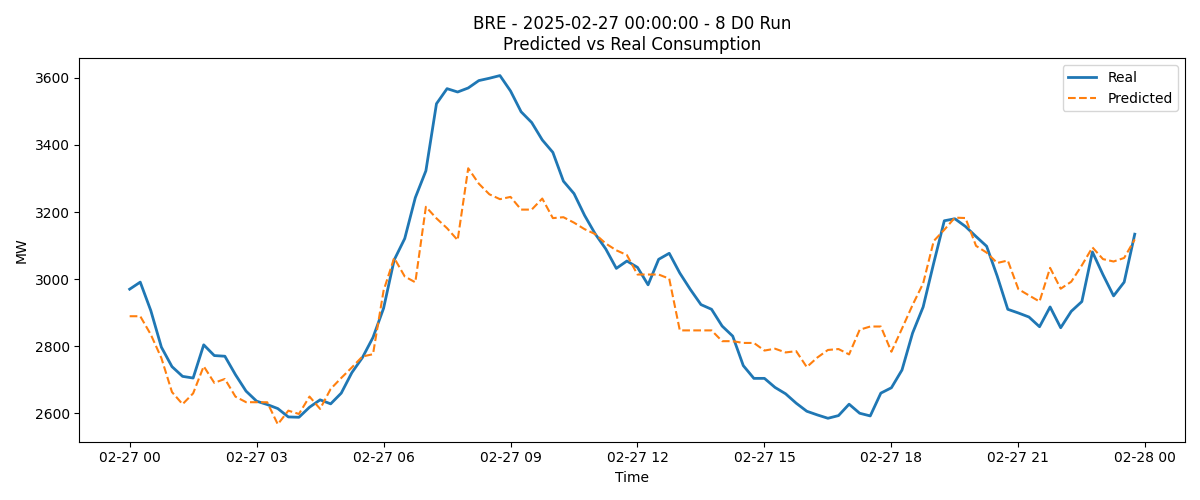 BRE - 2025-02-27 00:00:00 - 8 D0 Run
Predicted vs Real Consumption
Real
Predicted
MW
3600
3400
3200
3000
2800
2600
02-27 00
02-27 03
02-27 06
02-27 09
02-27 12
02-27 15
02-27 18
02-27 21
02-28 00
Time